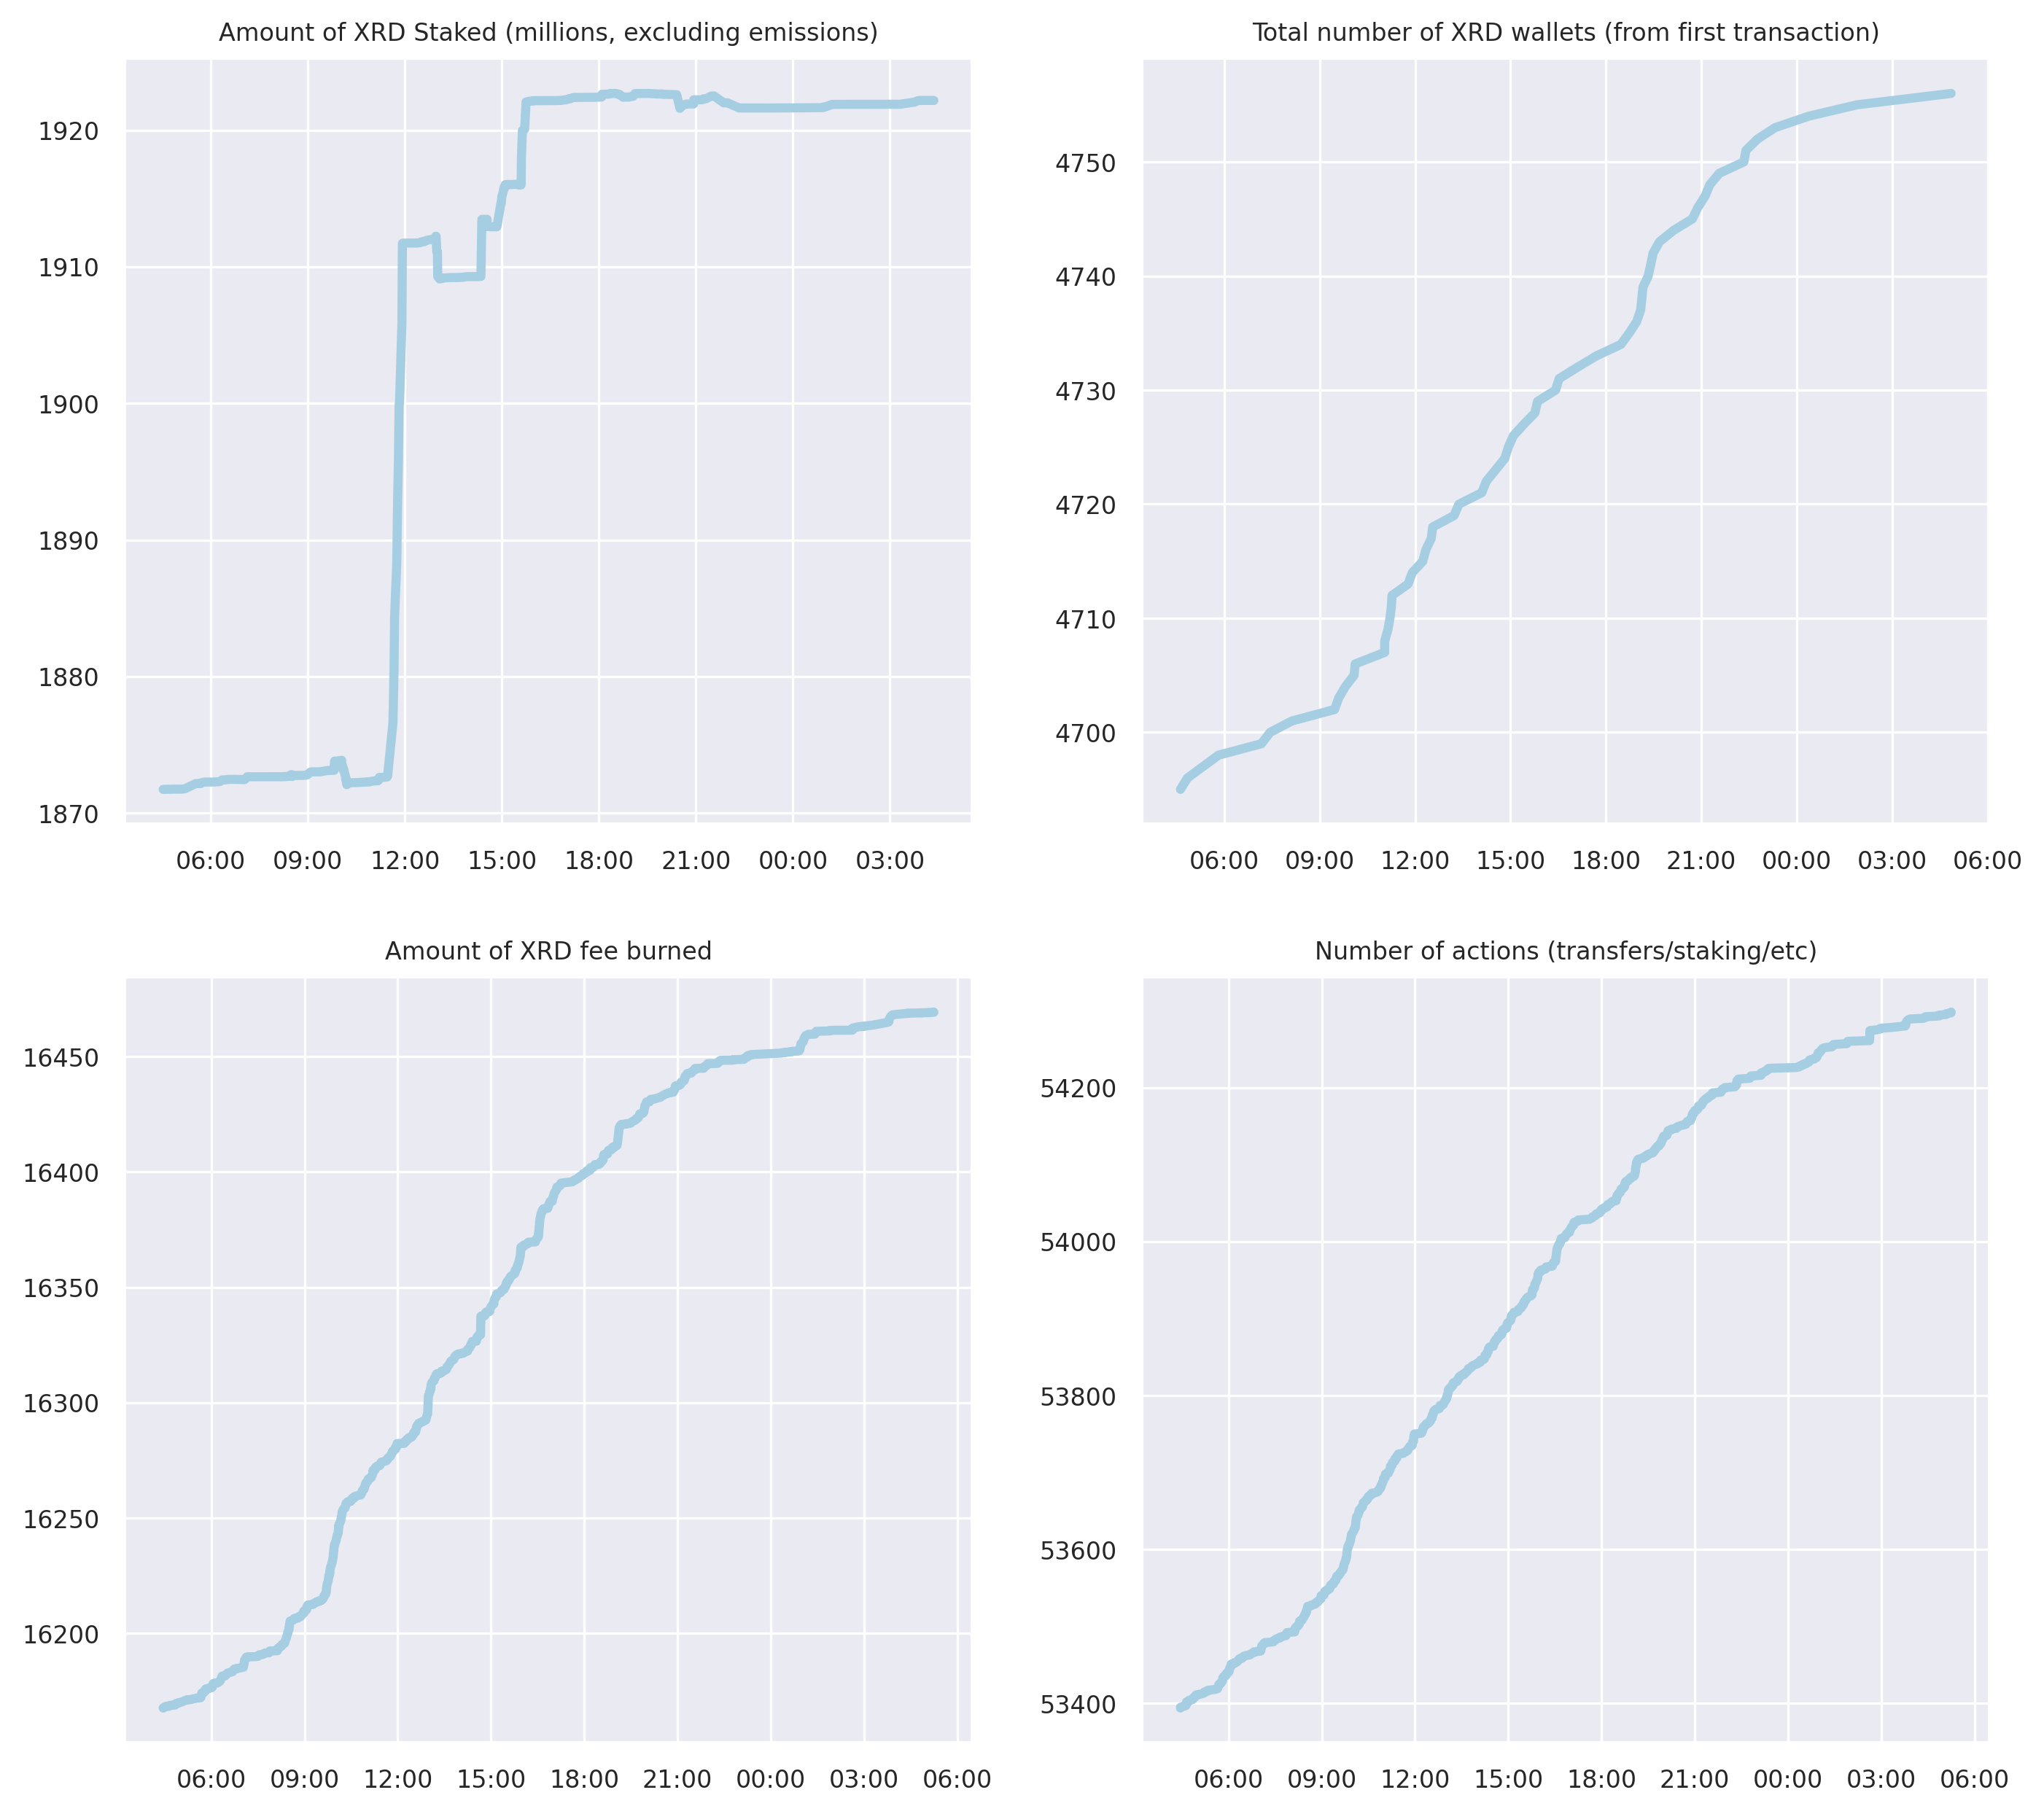 Amount of XRD Staked (millions, excluding emissions)
1920
1910
1900
1890
1880
1870
06:00 09:00 12:00 15:00 18:00 21:00 00:00 03:00
Total number of XRD wallets (from first transaction)
4750
4740
4730
4720
4710
4700
06:00 09:00 12:00 15:00 18:00 21:00 00:00 03:00 06:00
Amount of XRD fee burned
16450
16400
16350
16300
16250
16200
06:00 09:00 12:00 15:00 18:00 21:00 00:00 03:00 06:00
Number of actions (transfers/staking/etc)
54200
54000
53800
53600
53400
06:00 09:00 12:00 15:00 18:00 21:00 00:00 03:00 06:00